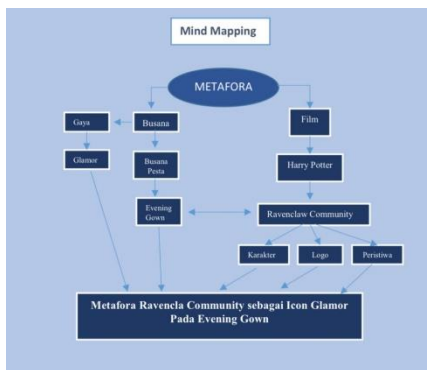 Mind Mapping
METAFORA
Gaya
Busana
Film
Glamor
Busana
Pesta
Harry Potter
Evening
Gown
Ravenclaw Community
Karakter
Logo
Peristiwa
Metafora Ravencla Community sebagai Icon Glamor
Pada Evening Gown